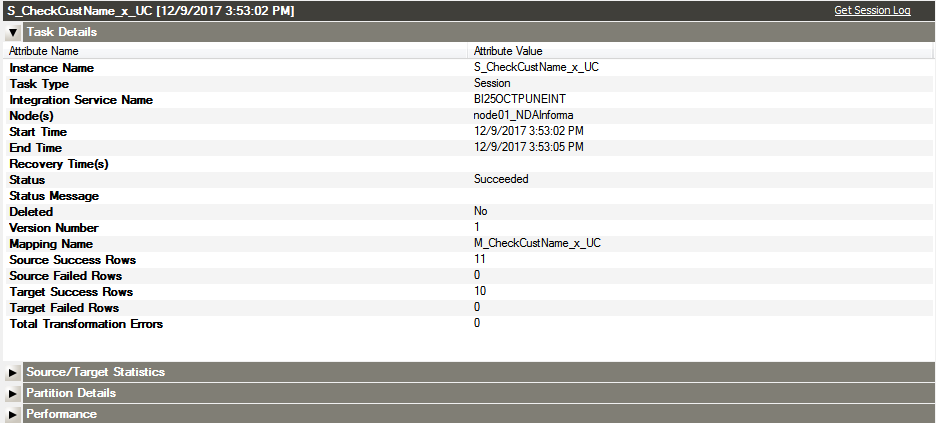 S_CheckCustName_x_UC [12/9/2017 3:53:02 PM] Get Session Log
Task Details
Attribute Name Attribute Value
Instance Name S_CheckCustName_x_UC
Task Type Session
Integration Service Name BI25OCTPUNEINT
Node(s) node01_NDAInforma
Start Time 12/9/2017 3:53:02 PM
End Time 12/9/2017 3:53:05 PM
Recovery Time(s)
Status Succeeded
Status Message
Deleted No
Version Number 1
Mapping Name M_CheckCustName_x_UC
Source Success Rows 11
Source Failed Rows 0
Target Success Rows 10
Target Failed Rows 0
Total Transformation Errors 0
Source/Target Statistics
Partition Details
Performance